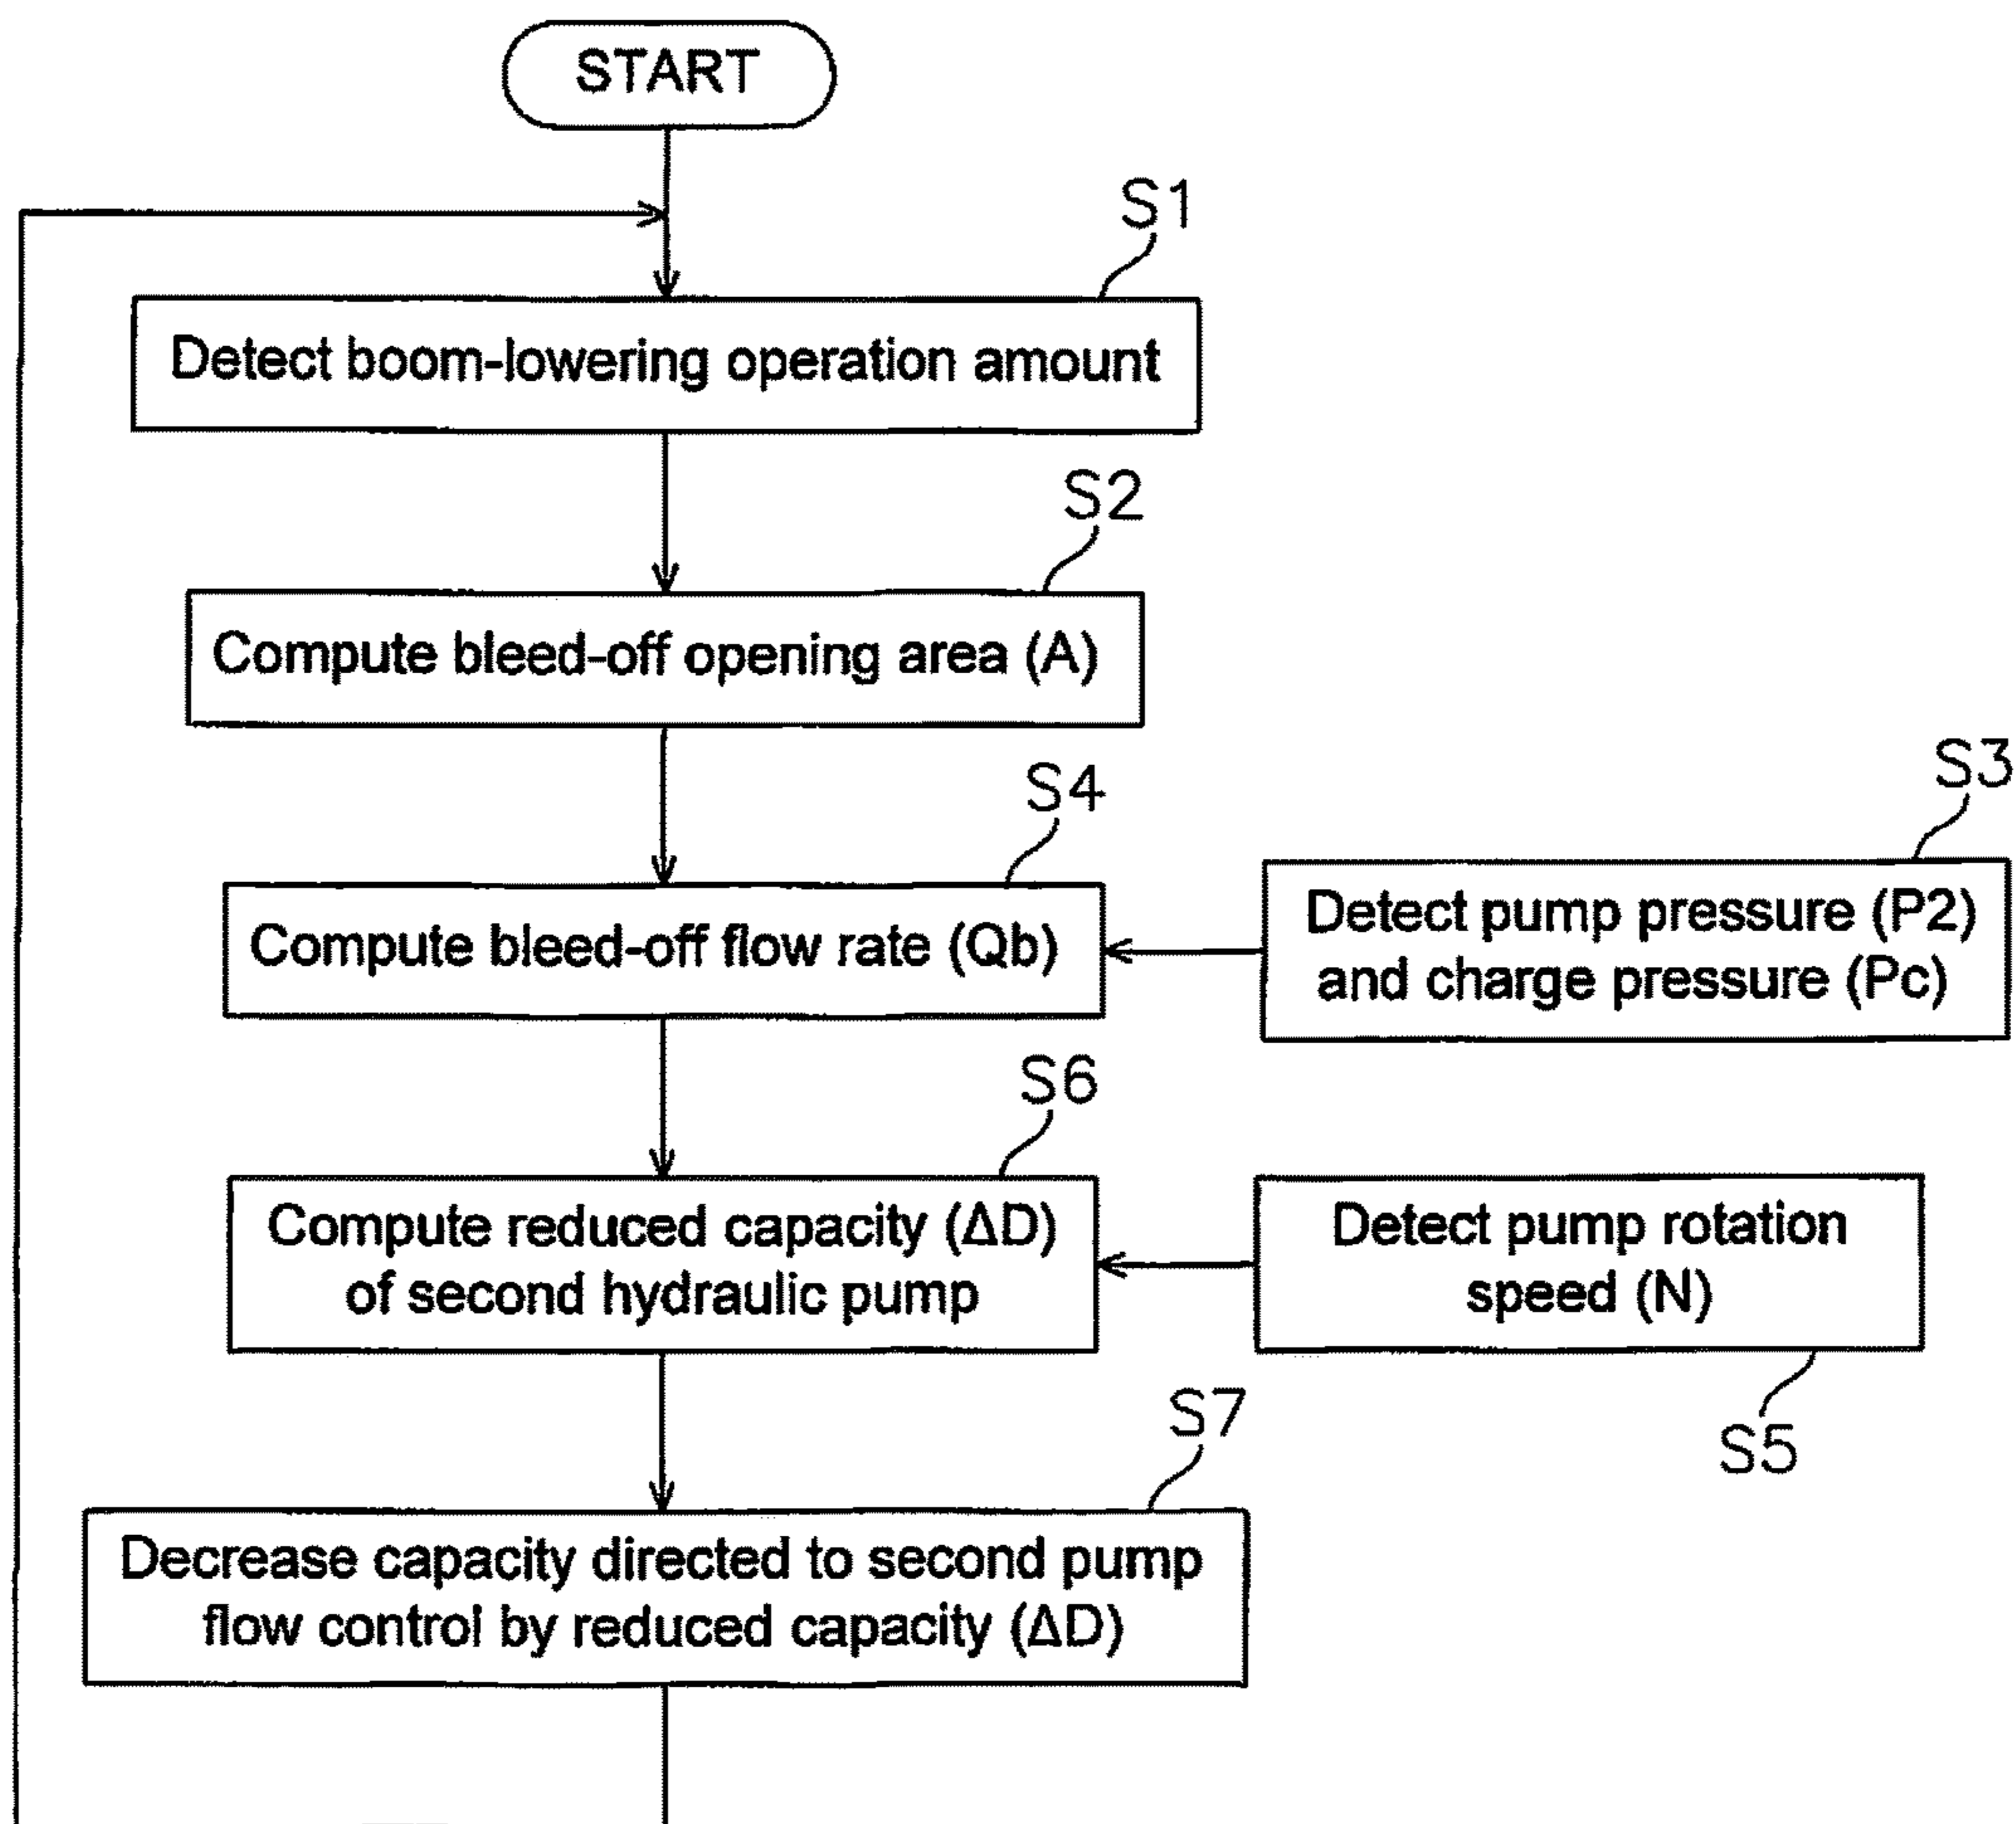 START
S1
Detect boom-lowering operation amount
S2
Compute bleed-off opening area (A)
S4
Compute bleed-off flow rate (Qb)
S3
Detect pump pressure (P2)
and charge pressure (Pc)
S6
Compute reduced capacity (ΔD)
of second hydraulic pump
Detect pump rotation
speed (N)
S5
S7
Decrease capacity directed to second pump
flow control by reduced capacity (ΔD)